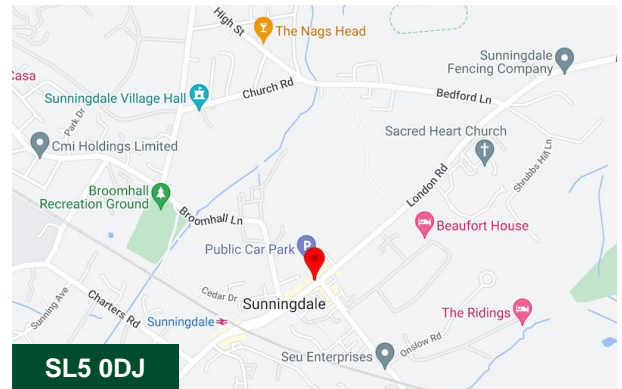 High St
The Nags Head
Sunningdale
Fencing Company
Casa
Church Rd
Sunningdale Village Hall
Bedford Ln
Park Dr
Sacred Heart Church
Cmi Holdings Limited
London Rd
Shrubbs Hill Ln
Broomhall
Recreation Ground
Broomhall Ln
Beaufort House
Public Car Park
P
Cedar Dr
Sunningdale
Sunning Ave
Charters Rd
The Ridings
Sunningdale
Onslow Rd
Seu Enterprises
SL5 0DJ